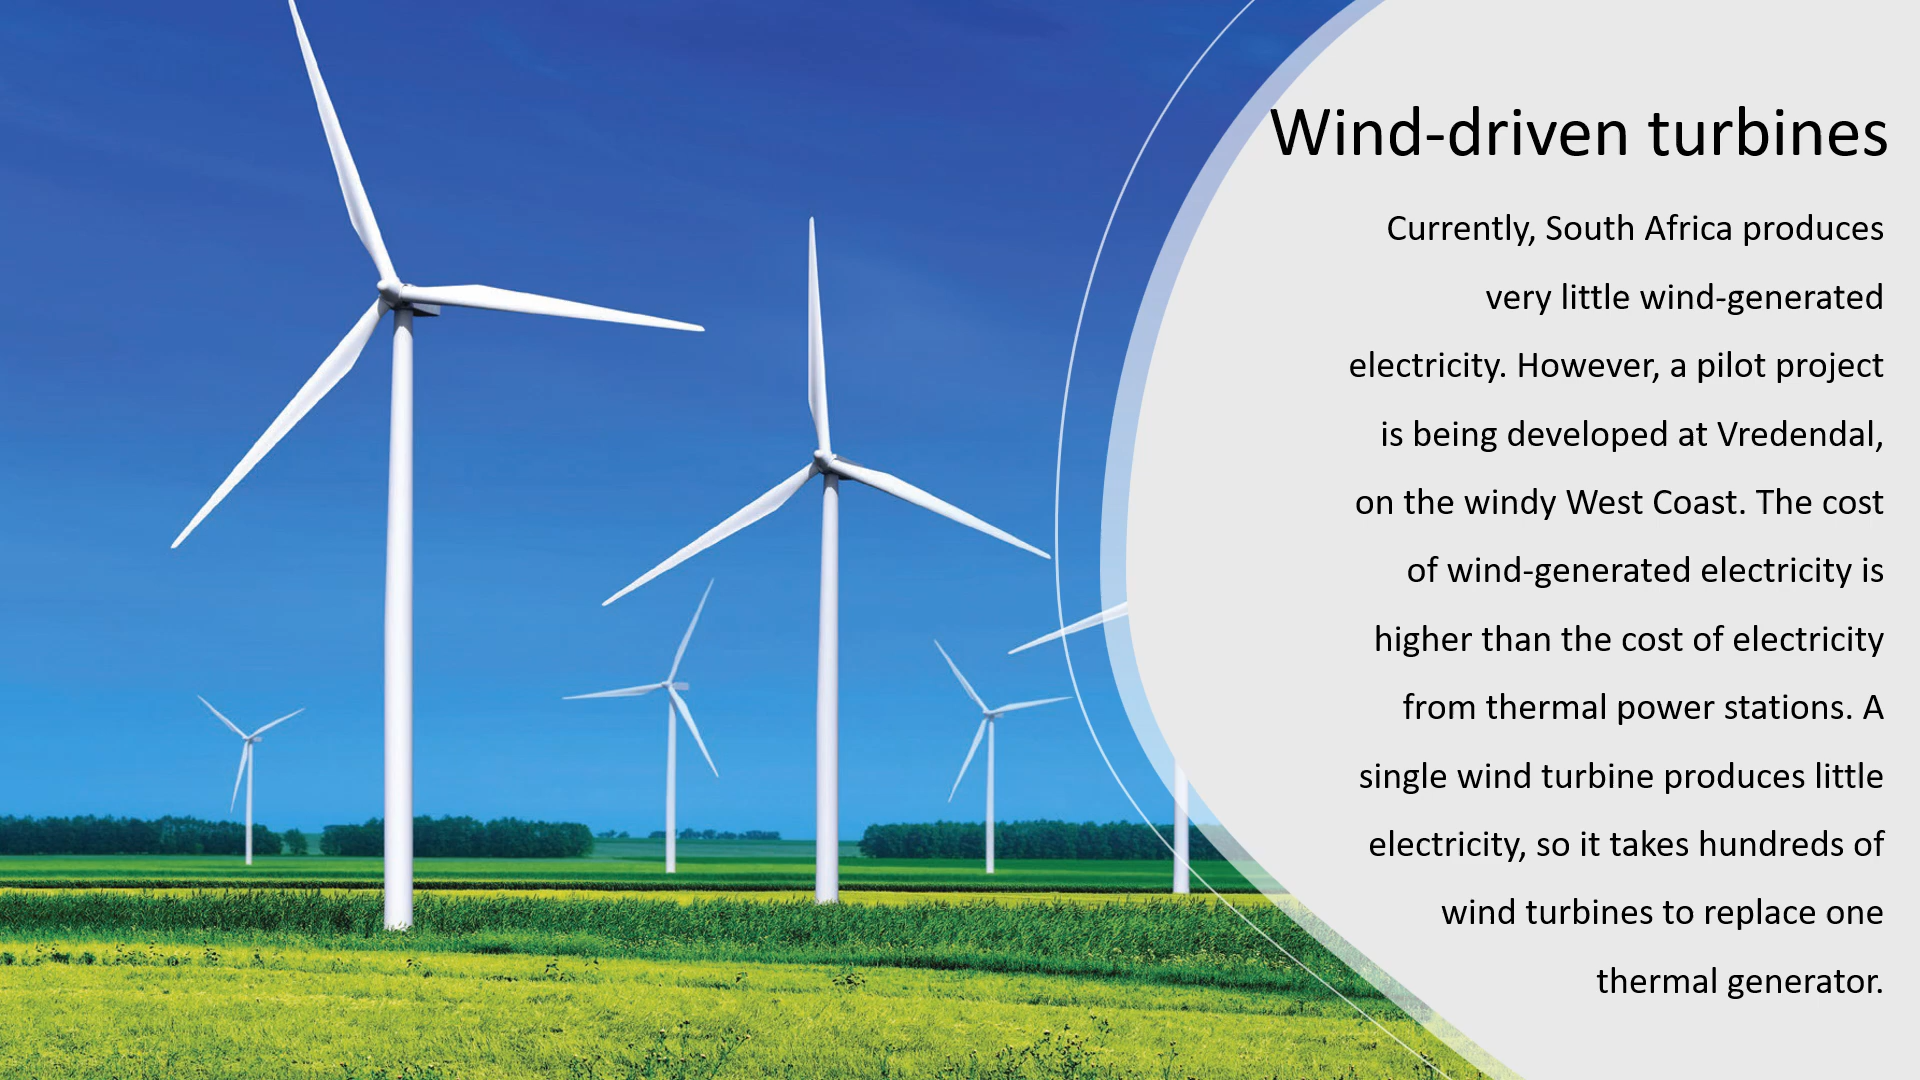 Wind-driven turbines
Currently, South Africa produces
very little wind-generated
electricity. However, a pilot project
is being developed at Vredendal,
on the windy West Coast. The cost
of wind-generated electricity is
higher than the cost of electricity
from thermal power stations. A
single wind turbine produces little
electricity, so it takes hundreds of
wind turbines to replace one
thermal generator.